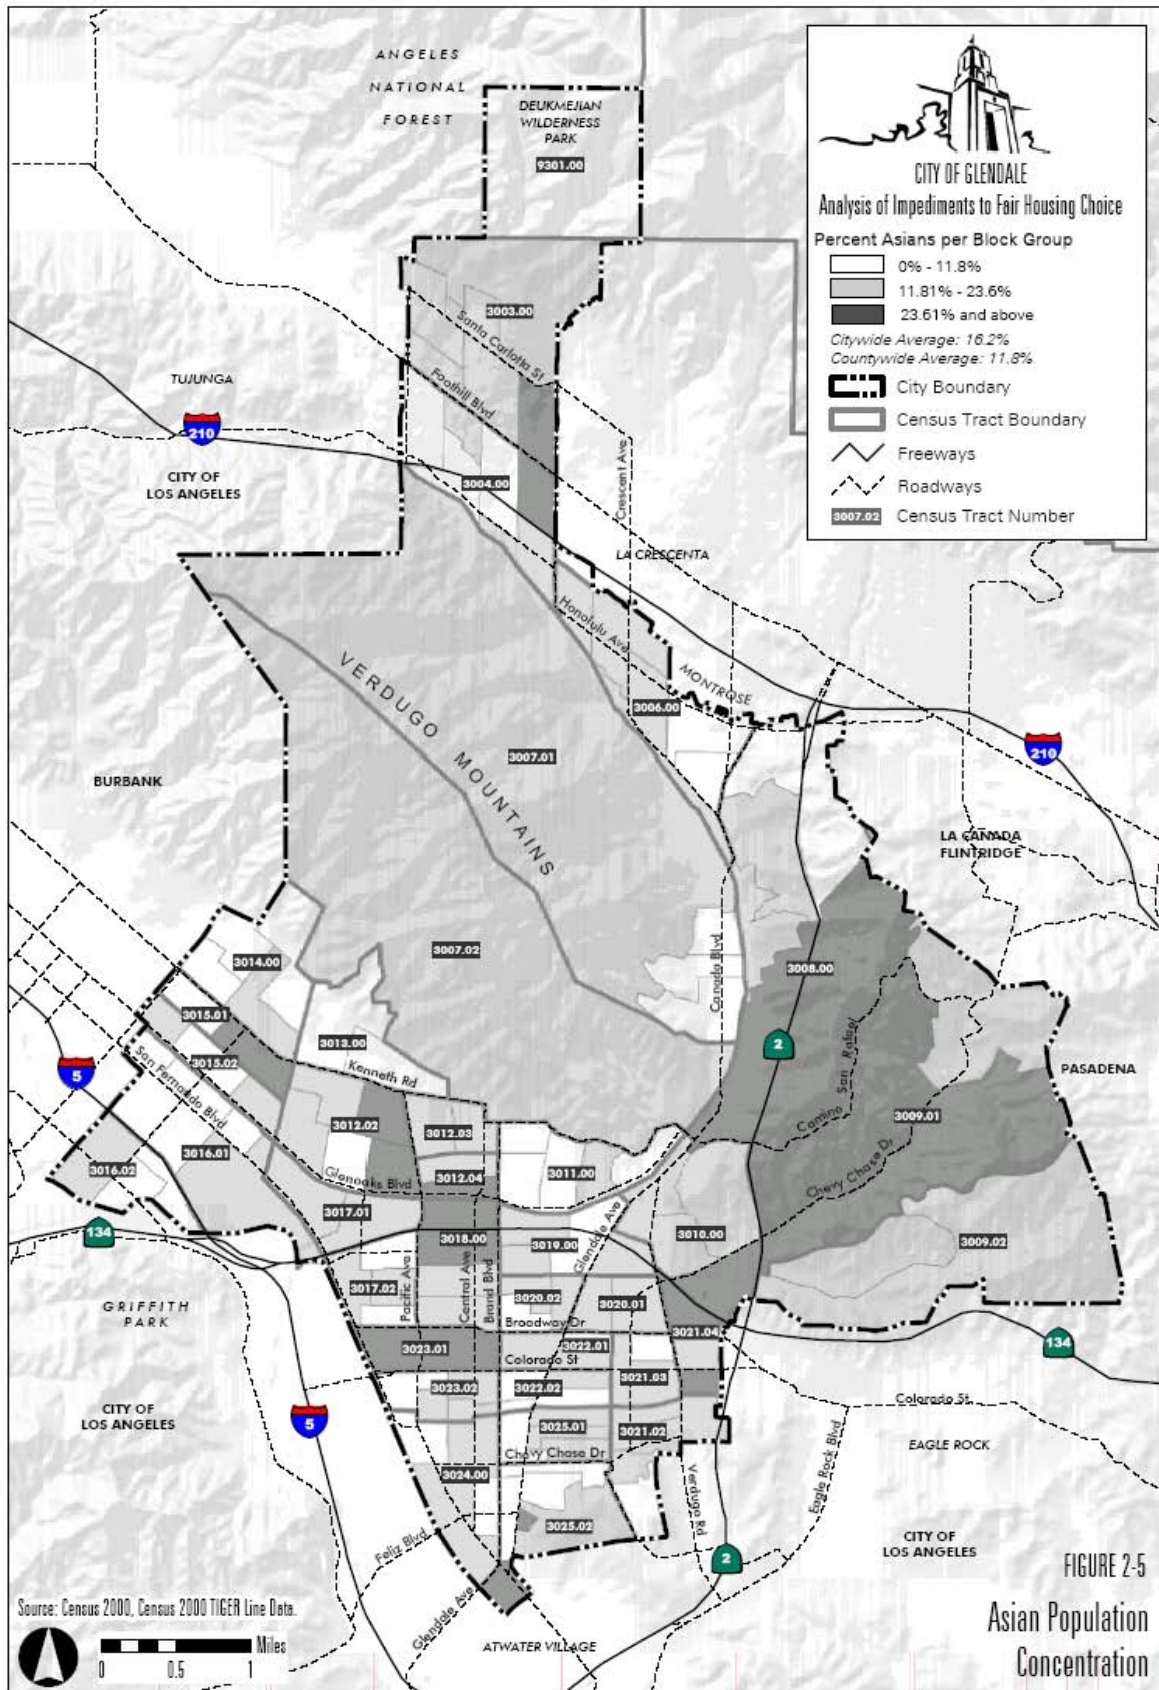 ANGELES
NATIONAL
FOREST
DEUKMEJIAN
WILDERNESS
PARK
9301.00
CITY OF GLENDALE
Analysis of Impediments to Fair Housing Choice
Percent Asians per Block Group
0% - 11.8%
11.81% - 23.6%
23.61% and above
Citywide Average: 16.2%
Countywide Average: 11.8%
City Boundary
Census Tract Boundary
Freeways
Roadways
3007.02 Census Tract Number
3003.00
Santa Carlotta St
Foothill Blvd
TUJUNGA
210
CITY OF
LOS ANGELES
3004.00
Crescent Ave
LA CRESCENTA
Honolulu Ave
MONTROSE
3006.00
VERDUGO MOUNTAINS
3007.01
210
BURBANK
LA CANADA
FLINTRIDGE
3007.02
3014.00
Canada Blvd
3008.00
3015.01
3013.00
Kenneth Rd
2
San Rafael
Camino
PASADENA
5
San Fernando Blvd
3015.02
3012.02
3012.03
3009.01
Chevy Chase Dr
3016.02
3016.01
Glenoaks Blvd
3012.04
3011.00
134
3017.01
3018.00
3019.00
Glendale Ave
3010.00
3009.02
Pacific Ave
Central Ave
Brand Blvd
3017.02
3020.02
3020.01
GRIFFITH
PARK
Broadway Dr
3021.04
134
3023.01
3022.01
Colorado St
3021.03
3023.02
3022.02
Colorado St.
CITY OF
LOS ANGELES
5
3025.01
3021.02
Eagle Rock Blvd
EAGLE ROCK
Chevy Chase Dr
3024.00
Verdugo Rd
3025.02
Feliz Blvd
CITY OF
LOS ANGELES
2
Glendale Ave
ATWATER VILLAGE
FIGURE 2-5
Asian Population
Concentration
Source: Census 2000, Census 2000 TIGER Line Data.
Miles
0 0.5 1